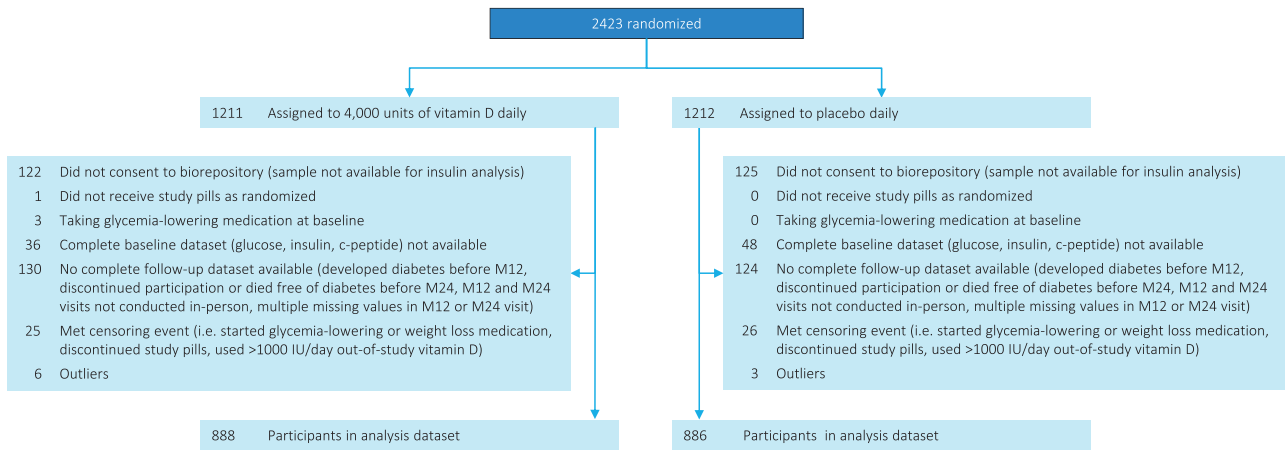 2423 randomized
1211 Assigned to 4,000 units of vitamin D daily
1212 Assigned to placebo daily
122 Did not consent to biorepository (sample not available for insulin analysis)
1 Did not receive study pills as randomized
3 Taking glycemia-lowering medication at baseline
36 Complete baseline dataset (glucose, insulin, c-peptide) not available
130 No complete follow-up dataset available (developed diabetes before M12,
discontinued participation or died free of diabetes before M24, M12 and M24
visits not conducted in-person, multiple missing values in M12 or M24 visit)
25 Met censoring event (i.e. started glycemia-lowering or weight loss medication,
discontinued study pills, used >1000 IU/day out-of-study vitamin D)
6 Outliers
125 Did not consent to biorepository (sample not available for insulin analysis)
0 Did not receive study pills as randomized
0 Taking glycemia-lowering medication at baseline
48 Complete baseline dataset (glucose, insulin, c-peptide) not available
124 No complete follow-up dataset available (developed diabetes before M12,
discontinued participation or died free of diabetes before M24, M12 and M24
visits not conducted in-person, multiple missing values in M12 or M24 visit)
26 Met censoring event (i.e. started glycemia-lowering or weight loss medication,
discontinued study pills, used >1000 IU/day out-of-study vitamin D)
3 Outliers
888 Participants in analysis dataset
886 Participants in analysis dataset